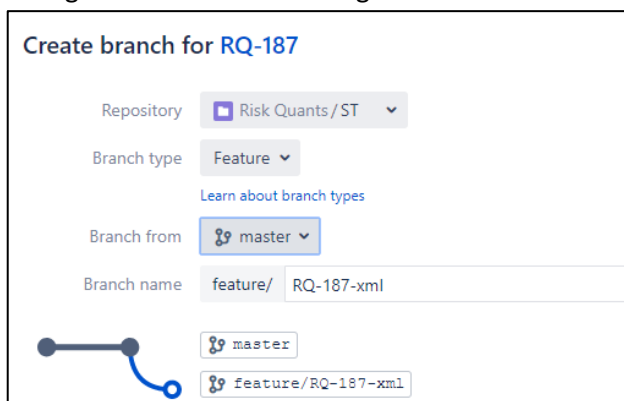 Create branch for RQ-187
Repository Risk Quants / ST
Branch type Feature
Learn about branch types
Branch from master
Branch name feature/ RQ-187-xml
master
feature/RQ-187-xml